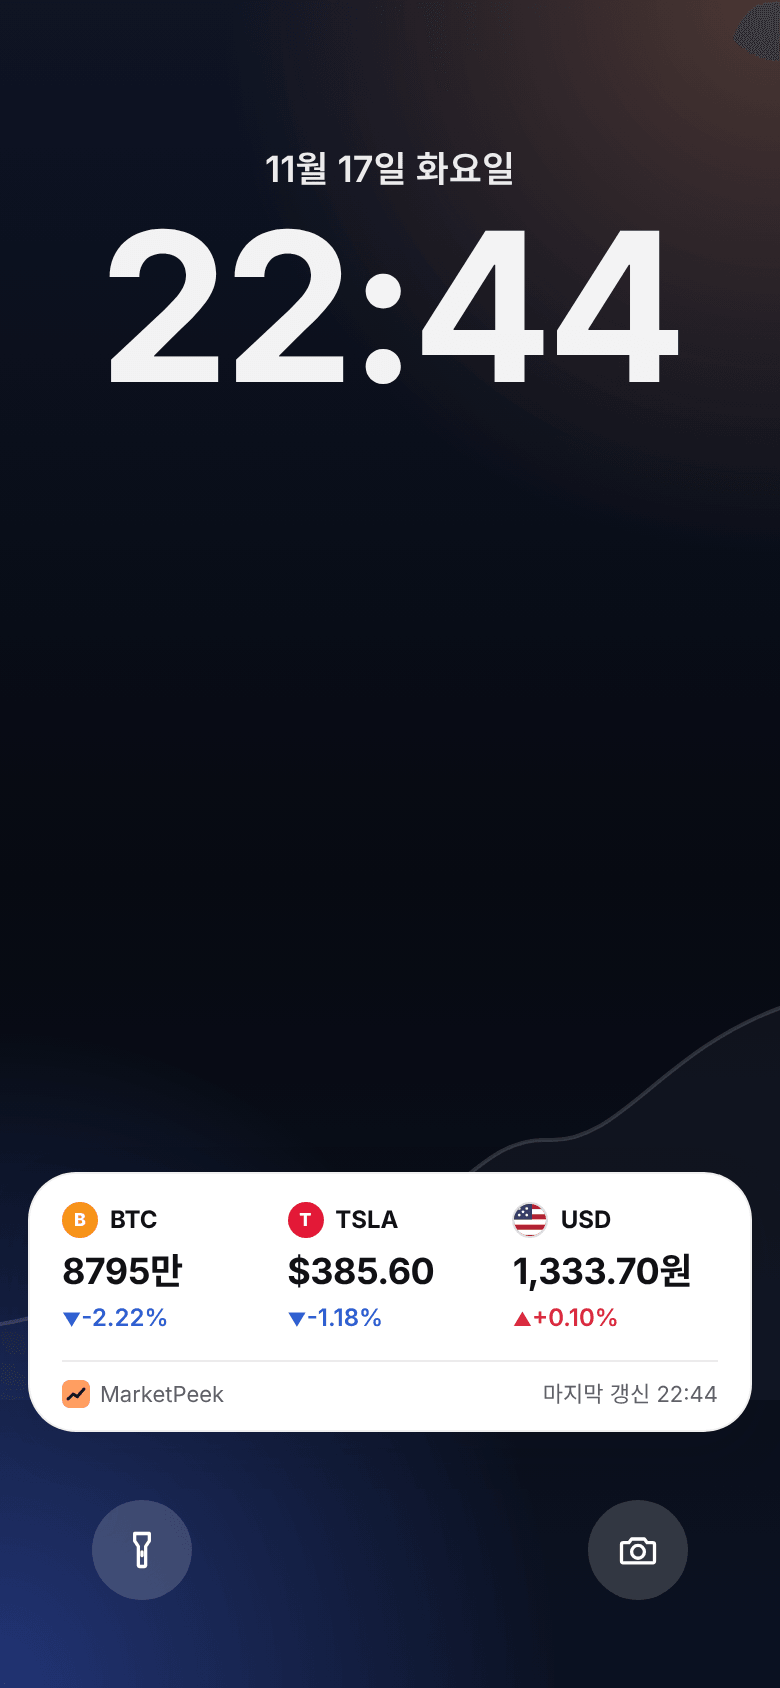 11월 17일 화요일
22:44
B BTC
8795만
▼-2.22%
T TSLA
$385.60
▼-1.18%
USD
1,333.70원
▲+0.10%
MarketPeek
마지막 갱신 22:44